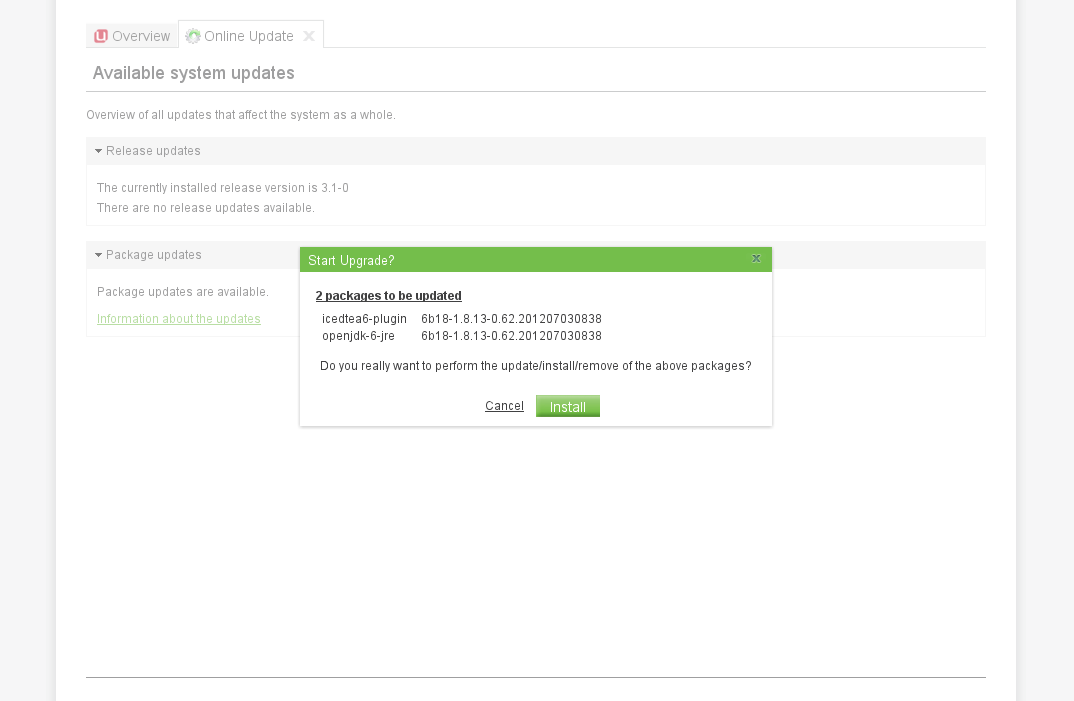 Overview Online Update
Available system updates
Overview of all updates that affect the system as a whole.
Release updates
The currently installed release version is 3.1-0
There are no release updates available.
Package updates
Package updates are available.
Information about the updates
Start Upgrade? x
2 packages to be updated
icedtea6-plugin 6b18-1.8.13-0.62.201207030838
openjdk-6-jre 6b18-1.8.13-0.62.201207030838
Do you really want to perform the update/install/remove of the above packages?
Cancel Install